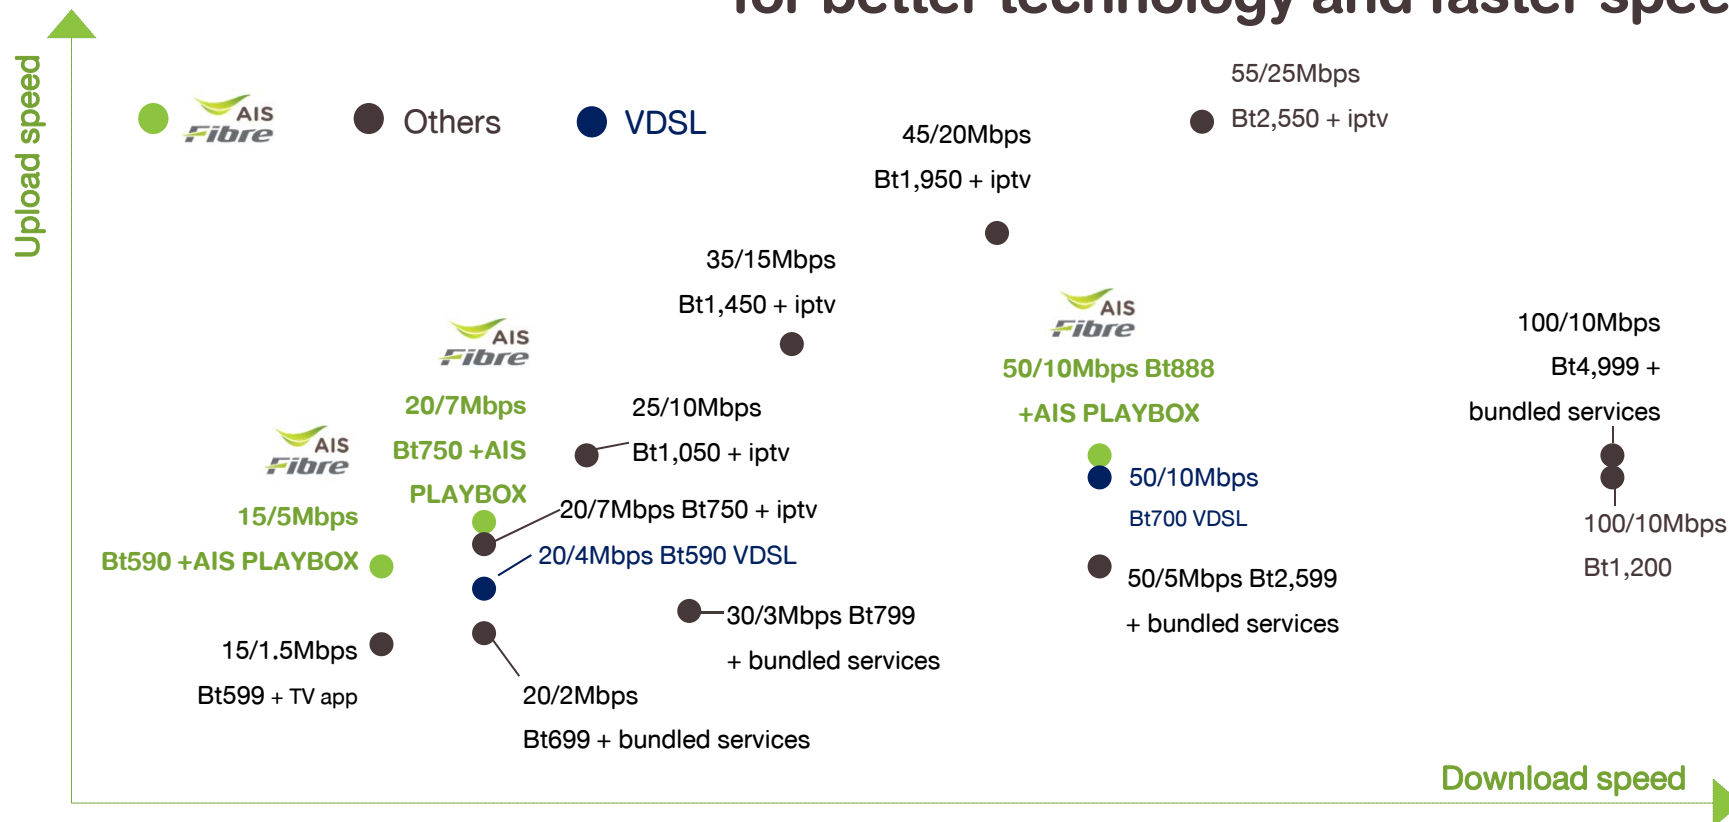 for better technology and faster spee
Upload speed
AIS
Fibre
Others
VDSL
55/25Mbps
Bt2,550 + iptv
45/20Mbps
Bt1,950 + iptv
35/15Mbps
Bt1,450 + iptv
AIS
Fibre
50/10Mbps Bt888
+AIS PLAYBOX
100/10Mbps
Bt4,999 +
bundled services
AIS
Fibre
20/7Mbps
Bt750 +AIS
PLAYBOX
25/10Mbps
Bt1,050 + iptv
AIS
Fibre
15/5Mbps
Bt590 +AIS PLAYBOX
20/7Mbps Bt750 + iptv
20/4Mbps Bt590 VDSL
50/10Mbps
Bt700 VDSL
100/10Mbps
Bt1,200
50/5Mbps Bt2,599
+ bundled services
30/3Mbps Bt799
+ bundled services
15/1.5Mbps
Bt599 + TV app
20/2Mbps
Bt699 + bundled services
Download speed